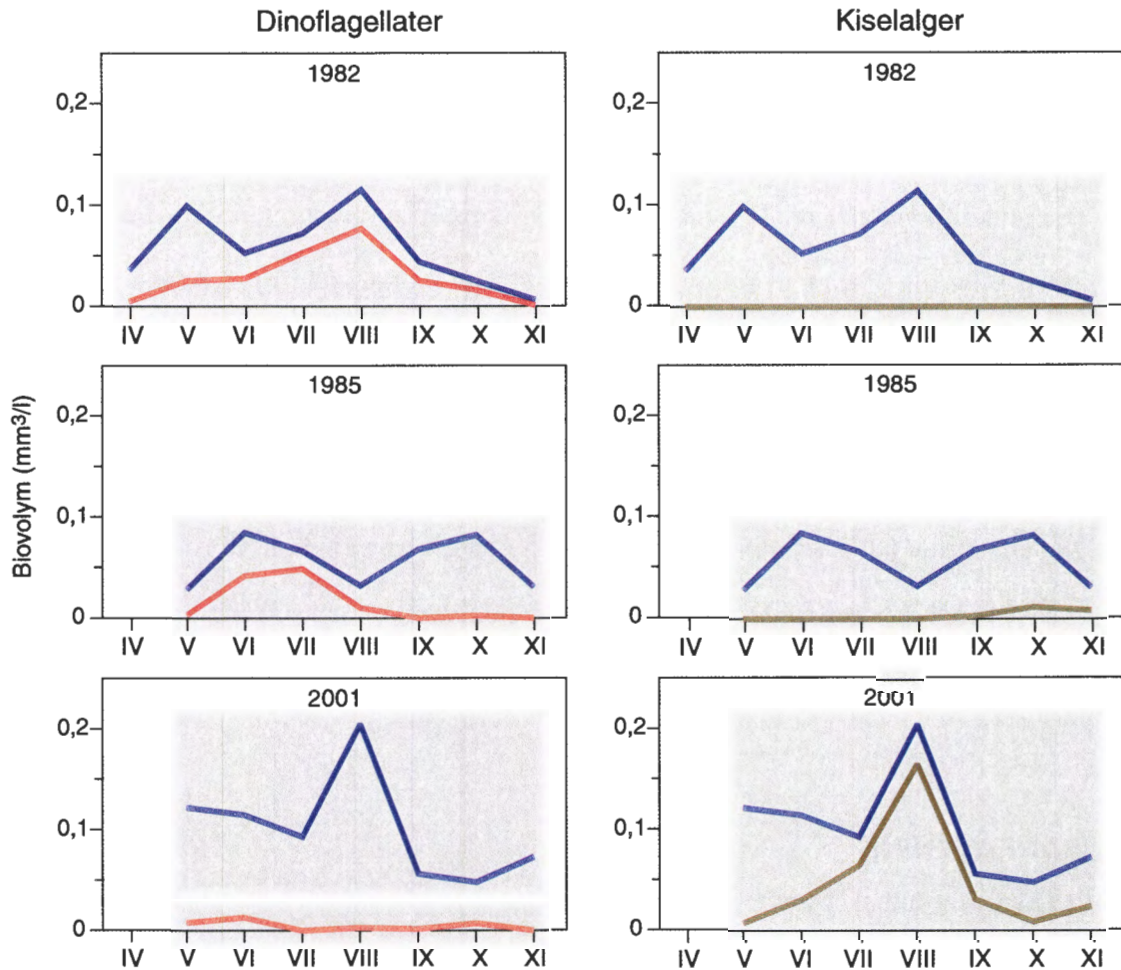 Dinoflagellater
Kiselalger
1982
0,2
0,1
0
IV V VI VII VIII IX X XI
1982
0,2
0,1
0
IV V VI VII VIII IX X XI
Biovolym (mm³/l)
1985
0,2
0,1
0
IV V VI VII VIII IX X XI
1985
0,2
0,1
0
IV V VI VII VIII IX X XI
2001
0,2
0,1
0
IV V VI VII VIII IX X XI
2001
0,2
0,1
0
IV V VI VII VIII IX X XI